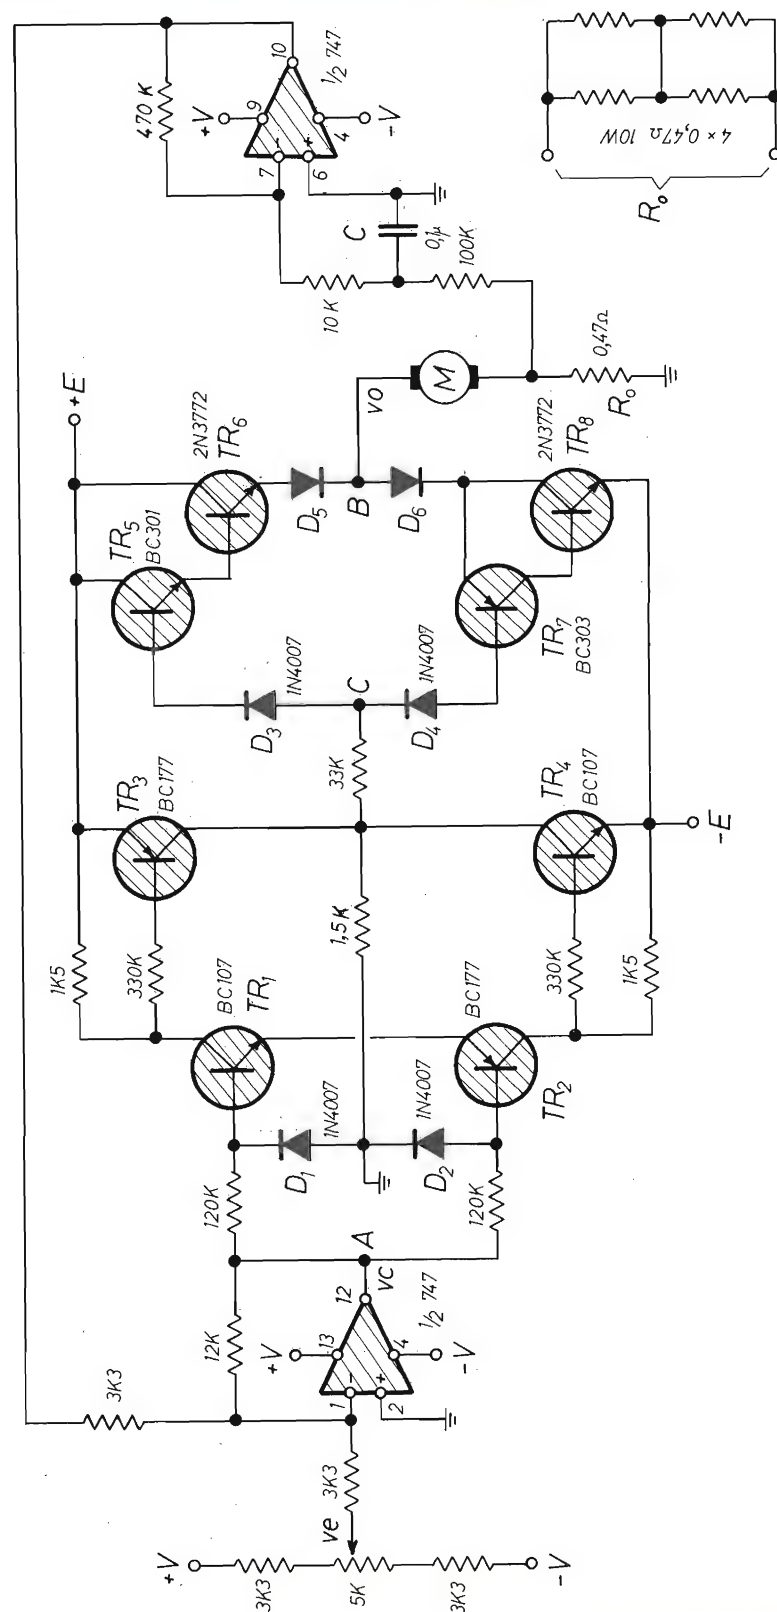 470 K
+V
9
10
½ 747
7
-
+
6
4
-V
C
0,1µ
10K
100K
4 × 0,47Ω 10W
R₀
+E
2N3772
TR₆
TR₅
BC301
D₅
vo
M
B
D₆
0,47Ω
R₀
2N3772
TR₈
TR₇
BC303
1N4007
D₃
C
1N4007
D₄
TR₃
BC177
33K
TR₄
BC107
-E
1K5
330K
1,5K
330K
1K5
BC107
TR₁
BC177
TR₂
1N4007
D₁
1N4007
D₂
120K
120K
A
vc
12K
12
½ 747
+V
13
4
-V
1
-
+
2
3K3
3K3
ve
+V
3K3
5K
3K3
-V